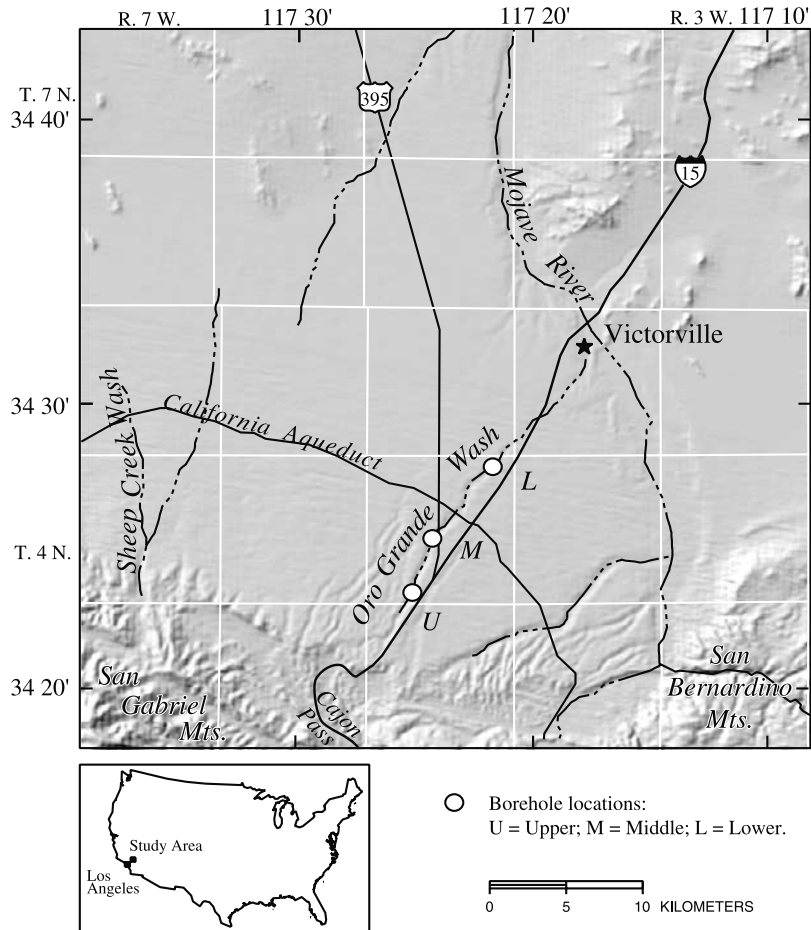 R. 7 W.
117 30'
117 20'
R. 3 W.
117 10'
T. 7 N.
34 40'
395
15
Mojave River
Victorville
34 30'
California Aqueduct
Sheep Creek Wash
Oro Grande Wash
L
M
U
T. 4 N.
34 20'
San
Gabriel
Mts.
Cajon
Pass
San
Bernardino
Mts.
Study Area
Los
Angeles
Borehole locations:
U = Upper; M = Middle; L = Lower.
0 5 10 KILOMETERS